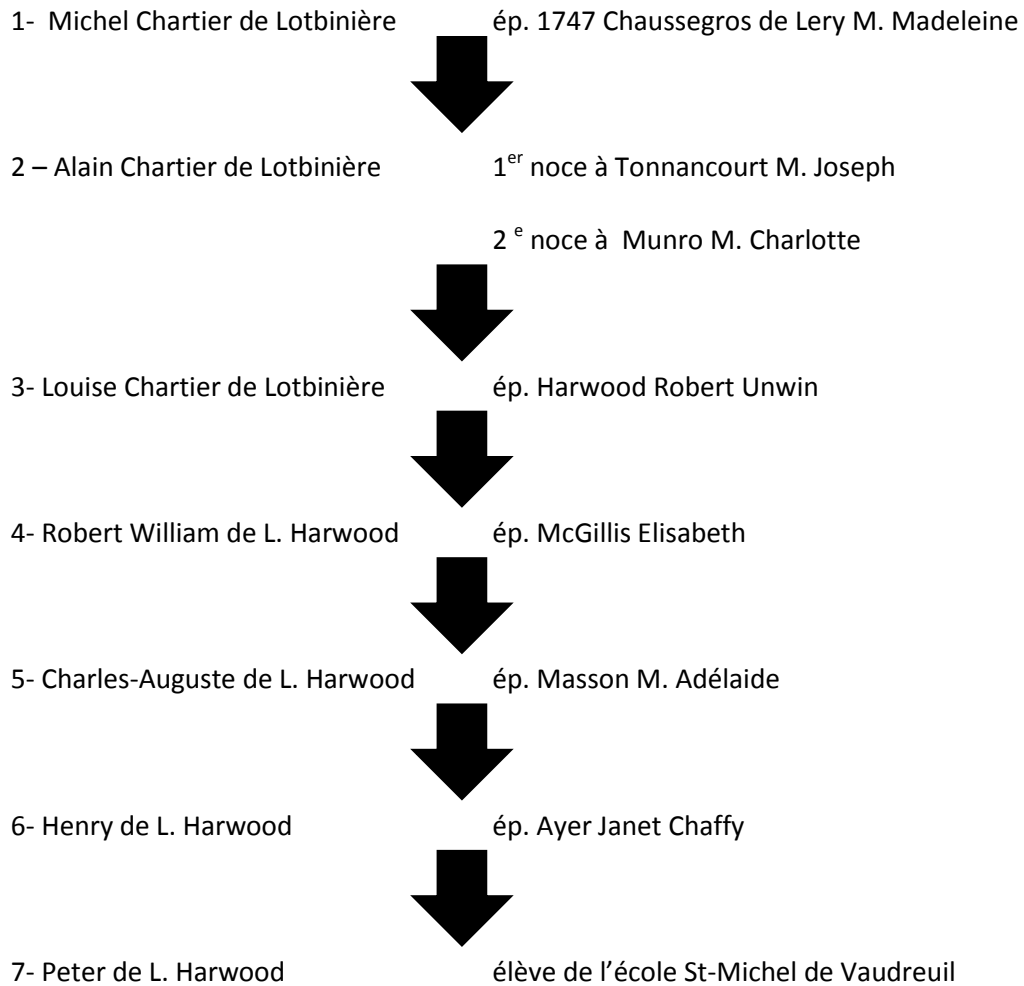 1- Michel Chartier de Lotbinière ép. 1747 Chaussegros de Lery M. Madeleine
2 – Alain Chartier de Lotbinière 1er noce à Tonnancourt M. Joseph
2 e noce à Munro M. Charlotte
3- Louise Chartier de Lotbinière ép. Harwood Robert Unwin
4- Robert William de L. Harwood ép. McGillis Elisabeth
5- Charles-Auguste de L. Harwood ép. Masson M. Adélaide
6- Henry de L. Harwood ép. Ayer Janet Chaffy
7- Peter de L. Harwood élève de l’école St-Michel de Vaudreuil